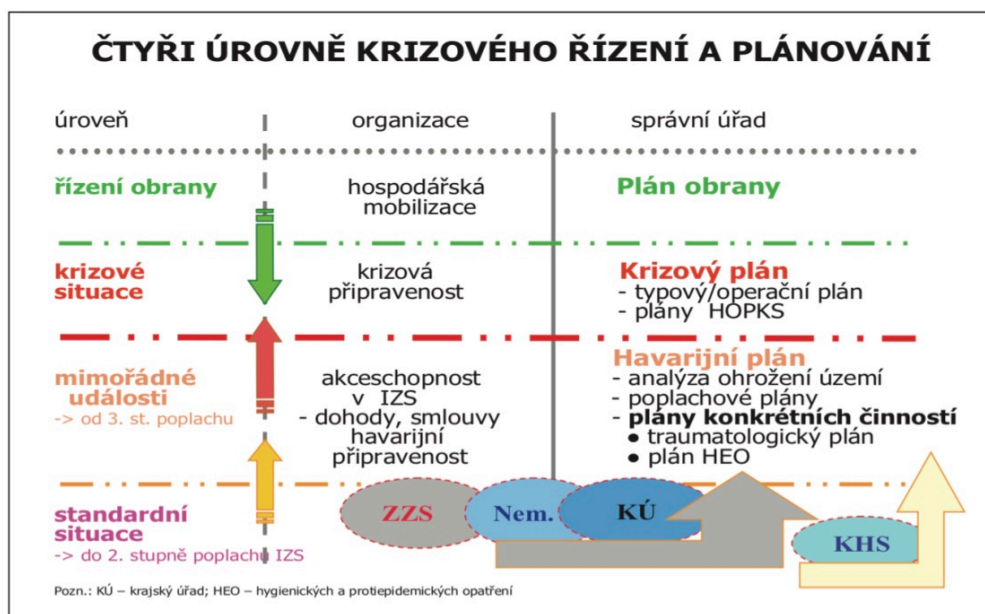 ČTYŘI ÚROVNĚ KRIZOVÉHO ŘÍZENÍ A PLÁNOVÁNÍ
úroveň organizace správní úřad
řízení obrany
hospodářská
mobilizace
Plán obrany
krizové
situace
krizová
připravenost
Krizový plán
- typový/operační plán
- plány HOPKS
mimořádné
události
-> od 3. st. poplachu
akceschopnost
v IZS
- dohody, smlouvy
havarijní
připravenost
Havarijní plán
- analýza ohrožení území
- poplachové plány
- plány konkrétních činností
● traumatologický plán
● plán HEO
standardní
situace
-> do 2. stupně poplachu IZS
ZZS
Nem.
KÚ
KHS
Pozn.: KÚ – krajský úřad; HEO – hygienických a protiepidemických opatření